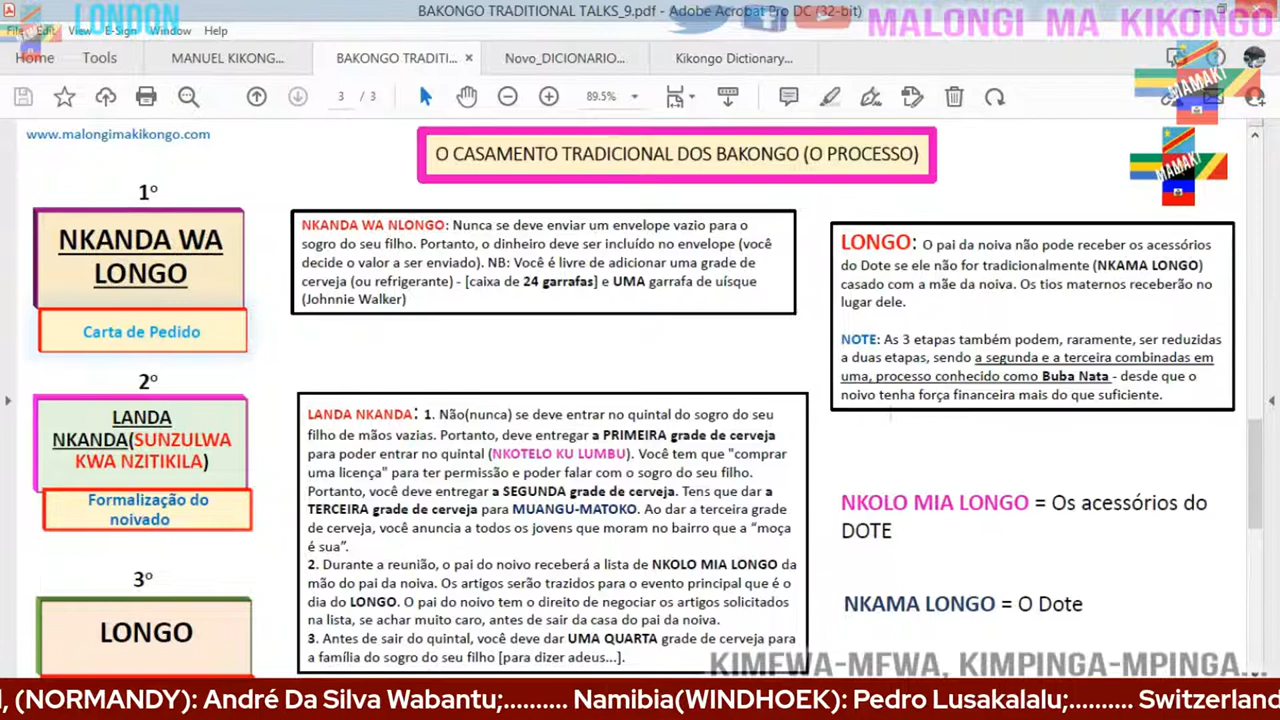 BAKONGO TRADITIONAL TALKS_9.pdf - Adobe Acrobat Pro DC (32-bit)
LONDON
MALONGI MA KIKONGO
File Edit View E-Sign Window Help
Home Tools MANUEL KIKONG... BAKONGO TRADITI... × Novo_DICIONARIO... Kikongo Dictionary...
3 / 3 89.5%
MAMAKI
www.malongimakikongo.com
O CASAMENTO TRADICIONAL DOS BAKONGO (O PROCESSO)
MAMAKI
1º
NKANDA WA
LONGO
Carta de Pedido
NKANDA WA NLONGO: Nunca se deve enviar um envelope vazio para o
sogro do seu filho. Portanto, o dinheiro deve ser incluído no envelope (você
decide o valor a ser enviado). NB: Você é livre de adicionar uma grade de
cerveja (ou refrigerante) - [caixa de 24 garrafas] e UMA garrafa de uísque
(Johnnie Walker)
LONGO: O pai da noiva não pode receber os acessórios
do Dote se ele não for tradicionalmente (NKAMA LONGO)
casado com a mãe da noiva. Os tios maternos receberão no
lugar dele.
NOTE: As 3 etapas também podem, raramente, ser reduzidas
a duas etapas, sendo a segunda e a terceira combinadas em
uma, processo conhecido como Buba Nata - desde que o
noivo tenha força financeira mais do que suficiente.
2º
LANDA
NKANDA(SUNZULWA
KWA NZITIKILA)
Formalização do
noivado
LANDA NKANDA: 1. Não(nunca) se deve entrar no quintal do sogro do seu
filho de mãos vazias. Portanto, deve entregar a PRIMEIRA grade de cerveja
para poder entrar no quintal (NKOTELO KU LUMBU). Você tem que "comprar
uma licença" para ter permissão e poder falar com o sogro do seu filho.
Portanto, você deve entregar a SEGUNDA grade de cerveja. Tens que dar a
TERCEIRA grade de cerveja para MUANGU-MATOKO. Ao dar a terceira grade
de cerveja, você anuncia a todos os jovens que moram no bairro que a “moça
é sua”.
2. Durante a reunião, o pai do noivo receberá a lista de NKOLO MIA LONGO da
mão do pai da noiva. Os artigos serão trazidos para o evento principal que é o
dia do LONGO. O pai do noivo tem o direito de negociar os artigos solicitados
na lista, se achar muito caro, antes de sair da casa do pai da noiva.
3. Antes de sair do quintal, você deve dar UMA QUARTA grade de cerveja para
a família do sogro do seu filho [para dizer adeus...].
NKOLO MIA LONGO = Os acessórios do
DOTE
NKAMA LONGO = O Dote
3º
LONGO
KIMFWA-MFWA, KIMPINGA-MPINGA...
, (NORMANDY): André Da Silva Wabantu;.......... Namibia(WINDHOEK): Pedro Lusakalalu;.......... Switzerland